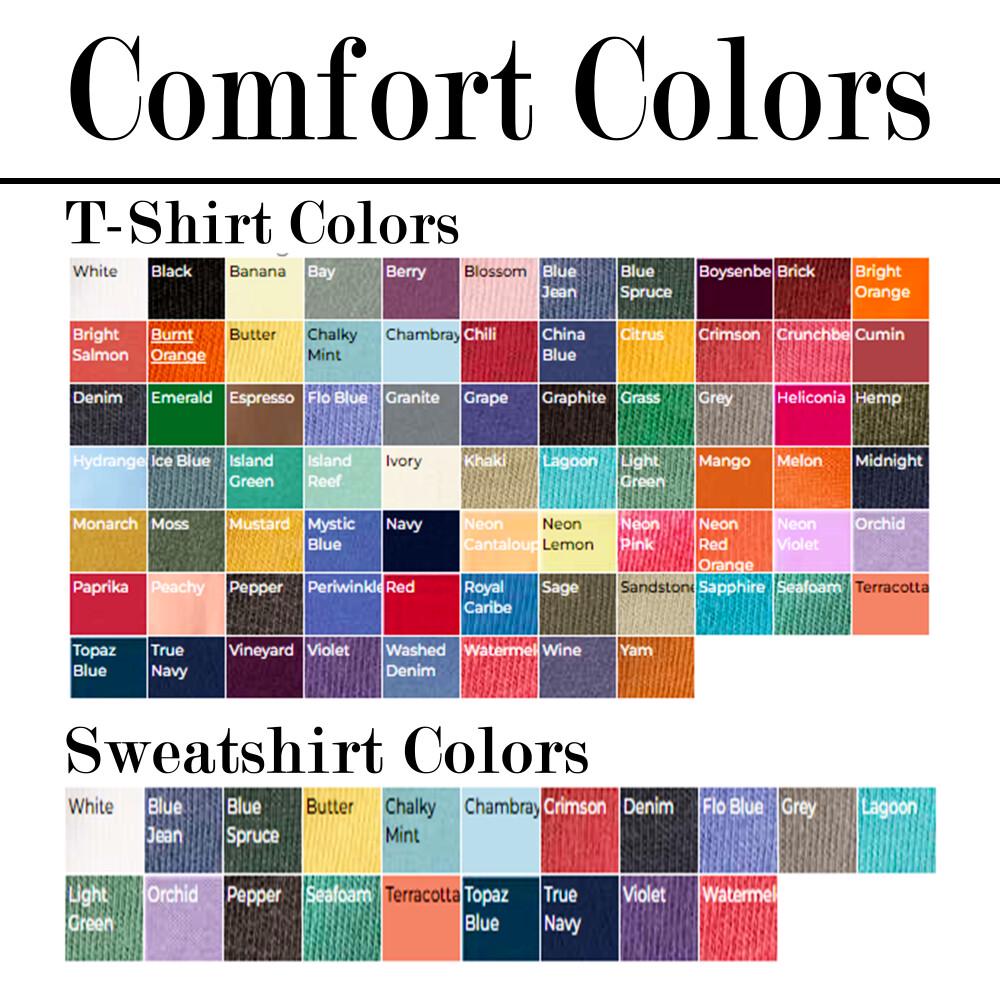 Comfort Colors
T-Shirt Colors
White
Black
Banana
Bay
Berry
Blossom
Blue
Jean
Blue
Spruce
Boysenbe
Brick
Bright
Orange
Bright
Salmon
Burnt
Orange
Butter
Chalky
Mint
Chambray
Chili
China
Blue
Citrus
Crimson
Crunchbe
Cumin
Denim
Emerald
Espresso
Flo Blue
Granite
Grape
Graphite
Grass
Grey
Heliconia
Hemp
Hydrange
Ice Blue
Island
Green
Island
Reef
Ivory
Khaki
Lagoon
Light
Green
Mango
Melon
Midnight
Monarch
Moss
Mustard
Mystic
Blue
Navy
Neon
Cantaloup
Neon
Lemon
Neon
Pink
Neon
Red
Orange
Neon
Violet
Orchid
Paprika
Peachy
Pepper
Periwinkle
Red
Royal
Caribe
Sage
Sandstone
Sapphire
Seafoam
Terracotta
Topaz
Blue
True
Navy
Vineyard
Violet
Washed
Denim
Watermel
Wine
Yam
Sweatshirt Colors
White
Blue
Jean
Blue
Spruce
Butter
Chalky
Mint
Chambray
Crimson
Denim
Flo Blue
Grey
Lagoon
Light
Green
Orchid
Pepper
Seafoam
Terracotta
Topaz
Blue
True
Navy
Violet
Watermel